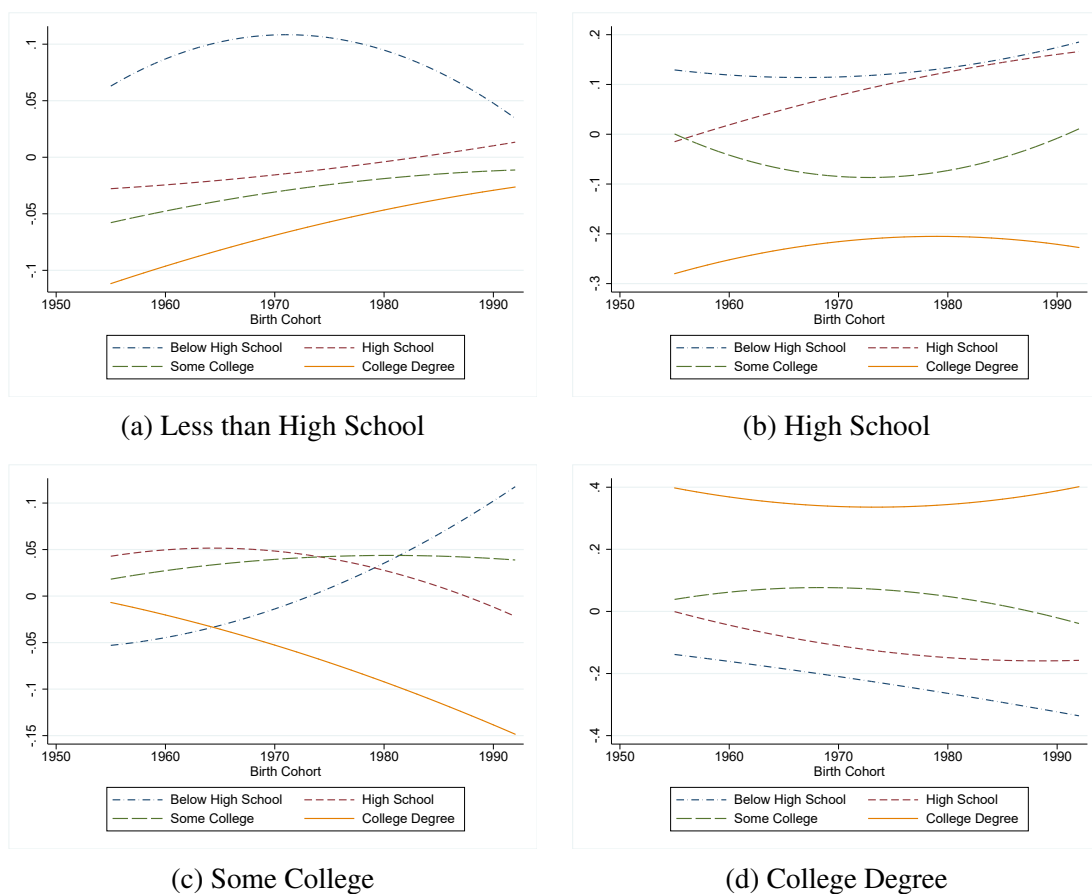 .1
.05
0
-.05
-.1
1950 1960 1970 1980 1990
Birth Cohort
Below High School High School
Some College College Degree
(a) Less than High School
.2
.1
0
-.1
-.2
-.3
1950 1960 1970 1980 1990
Birth Cohort
Below High School High School
Some College College Degree
(b) High School
.1
.05
0
-.05
-.1
-.15
1950 1960 1970 1980 1990
Birth Cohort
Below High School High School
Some College College Degree
(c) Some College
.4
.2
0
-.2
-.4
1950 1960 1970 1980 1990
Birth Cohort
Below High School High School
Some College College Degree
(d) College Degree